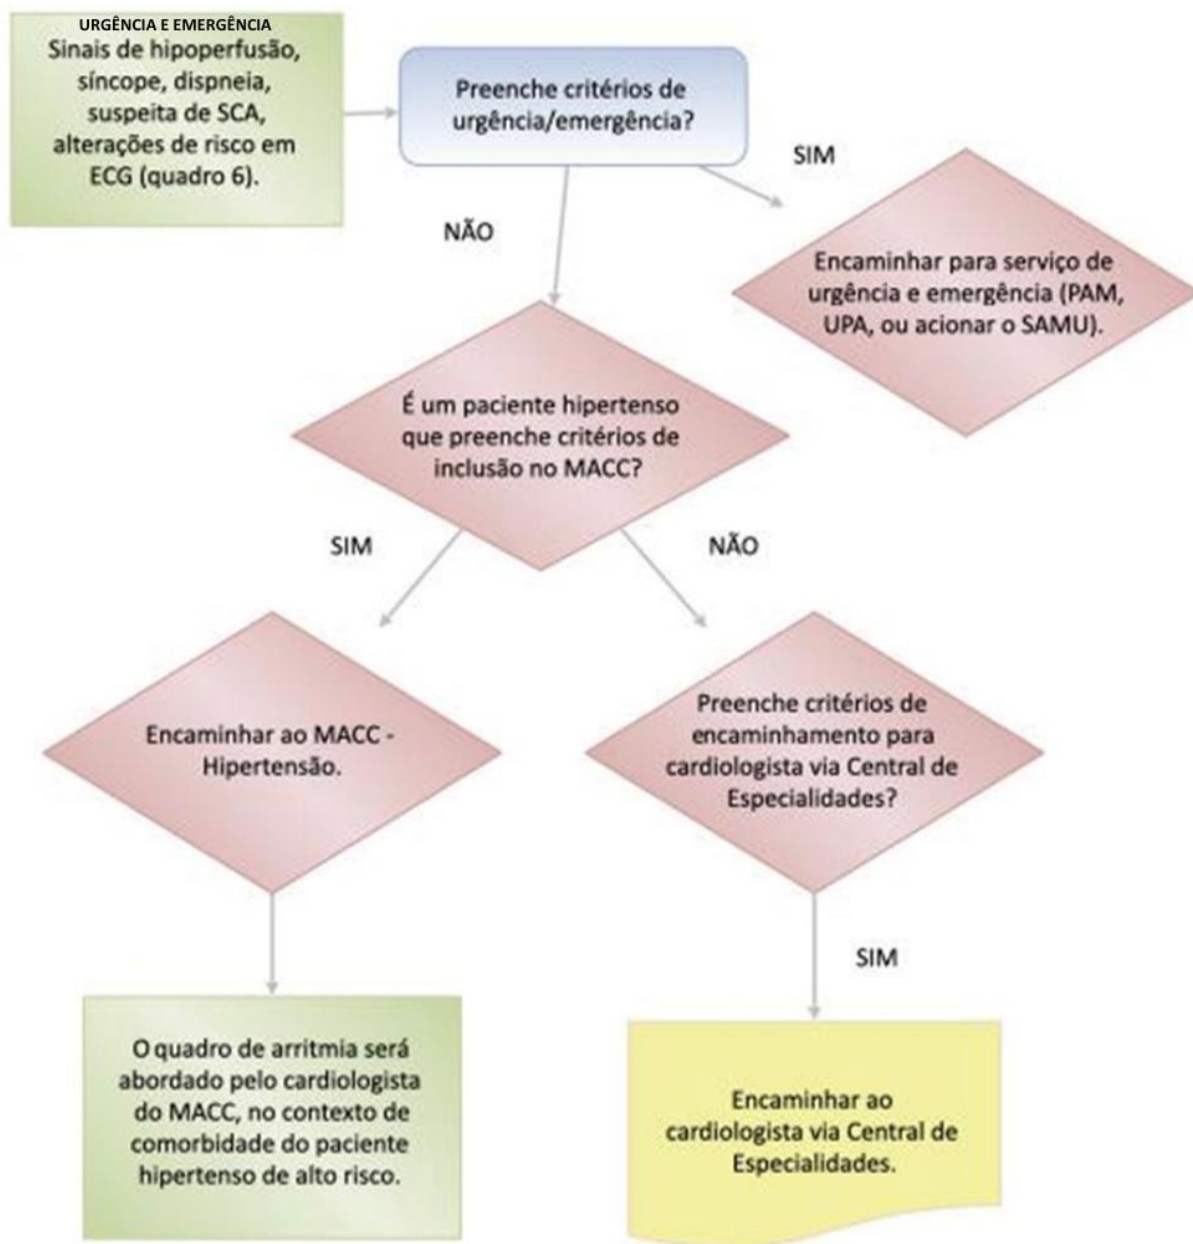 URGÊNCIA E EMERGÊNCIA
Sinais de hipoperfusão,
síncope, dispneia,
suspeita de SCA,
alterações de risco em
ECG (quadro 6).
Preenche critérios de
urgência/emergência?
SIM
NÃO
Encaminhar para serviço de
urgência e emergência (PAM,
UPA, ou acionar o SAMU).
É um paciente hipertenso
que preenche critérios de
inclusão no MACC?
SIM
NÃO
Encaminhar ao MACC -
Hipertensão.
Preenche critérios de
encaminhamento para
cardiologista via Central de
Especialidades?
SIM
O quadro de arritmia será
abordado pelo cardiologista
do MACC, no contexto de
comorbidade do paciente
hipertenso de alto risco.
Encaminhar ao
cardiologista via Central de
Especialidades.